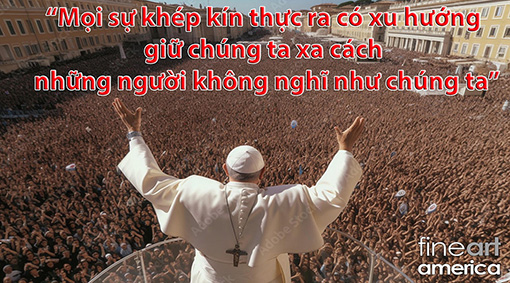 “Mọi sự khép kín thực ra có xu hướng
giữ chúng ta xa cách
những người không nghĩ như chúng ta”
fineart
america